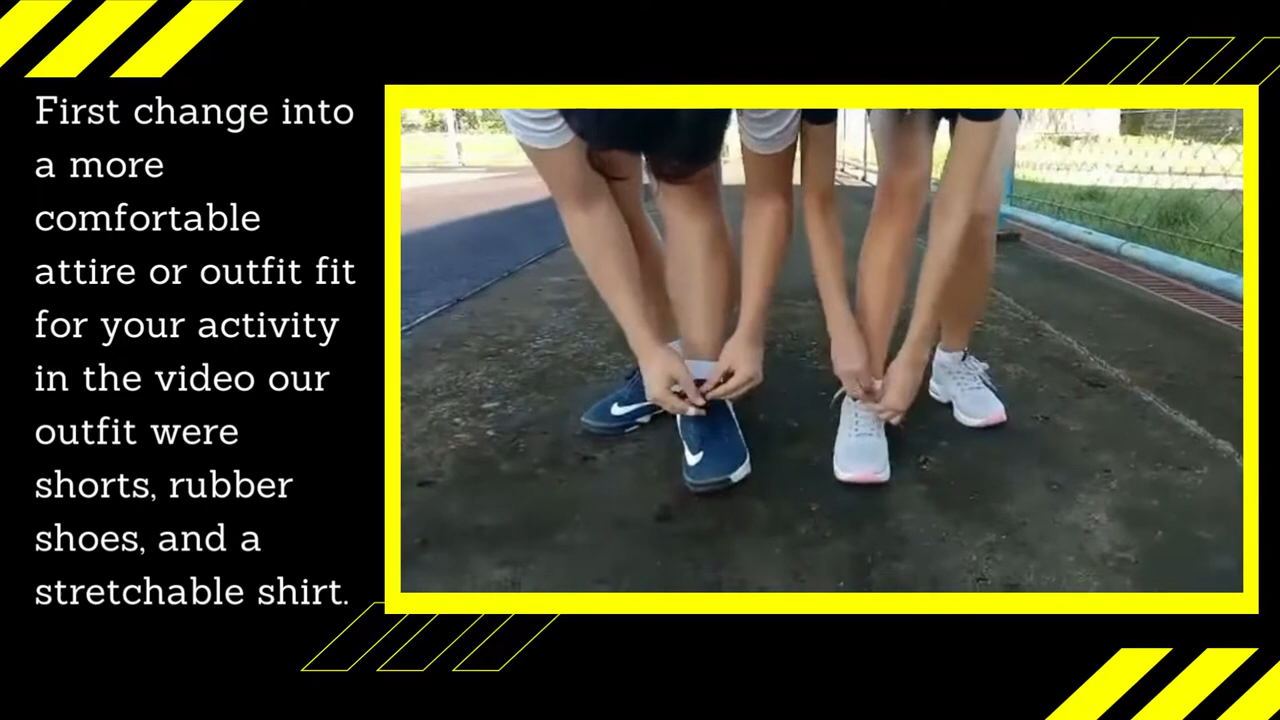 First change into
a more
comfortable
attire or outfit fit
for your activity
in the video our
outfit were
shorts, rubber
shoes, and a
stretchable shirt.